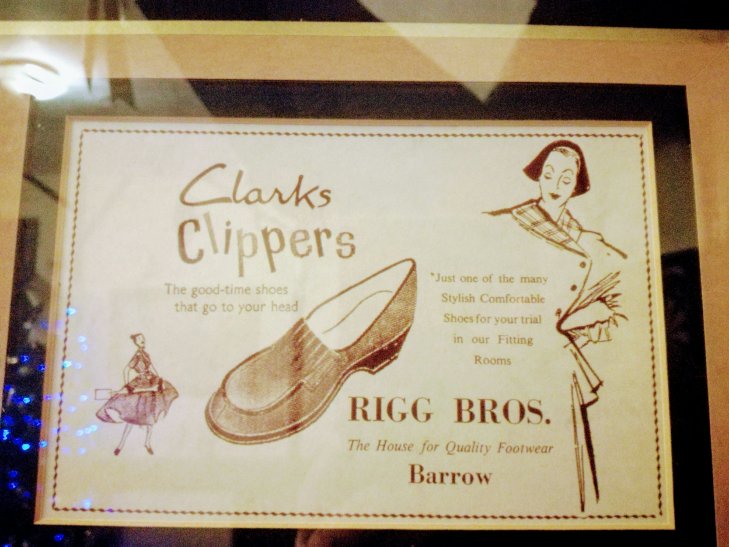 Clarks
Clippers
The good-time shoes
that go to your head
"Just one of the many
Stylish Comfortable
Shoes for your trial
in our Fitting
Rooms
RIGG BROS.
The House for Quality Footwear
Barrow